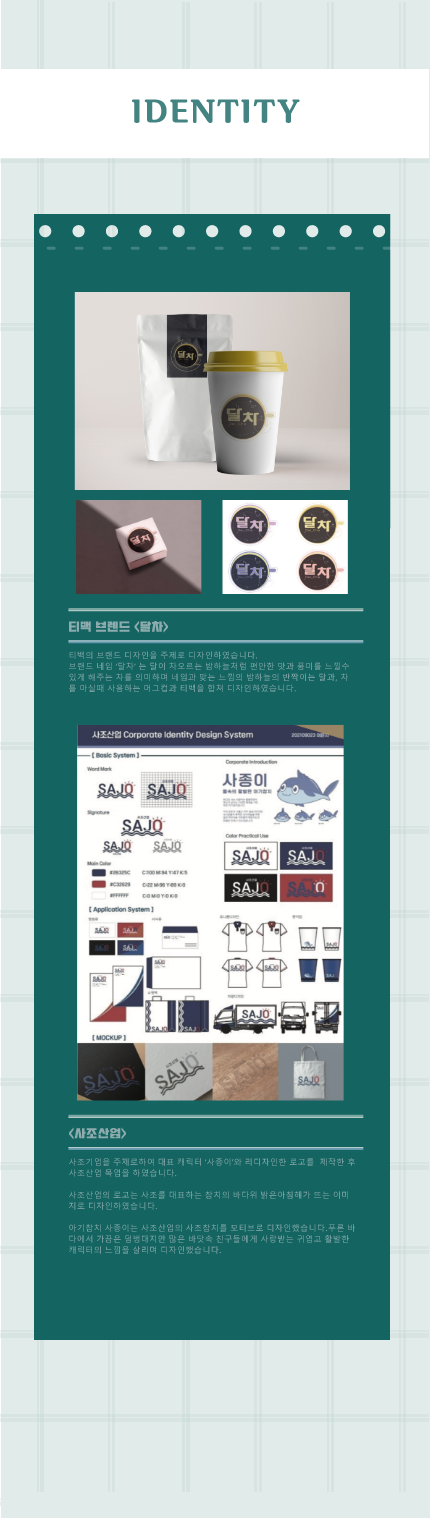 IDENTITY
달차
달차
달차
달차
달차
달차
달차
티백 브랜드 <달차>
티백의 브랜드 디자인을 주제로 디자인하였습니다.
브랜드 네임 '달차' 는 달이 차오르는 밤하늘처럼 편안한 맛과 풍미를 느낄수
있게 해주는 차를 의미하며 네임과 맞는 느낌의 밤하늘의 반짝이는 달과, 차
를 마실때 사용하는 머그컵과 티백을 합쳐 디자인하였습니다.
사조산업 Corporate Identity Design System
[ Basic System ]
Word Mark
SAJO
SAJO
Signature
SAJO
SAJO
SAJO
Main Color
C:100 M:94 Y:47 K:5
#FFFFFF
C:0 M:0 Y:0 K:0
Corporate Introduction
사종이
Color Practical Use
SAJO
SAJO
SAJO
SAJO
[ Application System ]
SAJO
SAJO
SAJO
[ MOCKUP ]
SAJO
SAJO
SAJO
SAJO
<사조산업>
사조기업을 주제로하여 대표 캐릭터 '사종이'와 리디자인한 로고를 제작한 후
사조산업 목업을 하였습니다.
사조산업의 로고는 사조를 대표하는 참치의 바다위 밝은아침해가 뜨는 이미
지로 디자인하였습니다.
아기참치 사종이는 사조산업의 사조참치를 모티브로 디자인했습니다.푸른 바
다에서 가끔은 덤벙대지만 많은 바닷속 친구들에게 사랑받는 귀엽고 활발한
캐릭터의 느낌을 살리며 디자인했습니다.